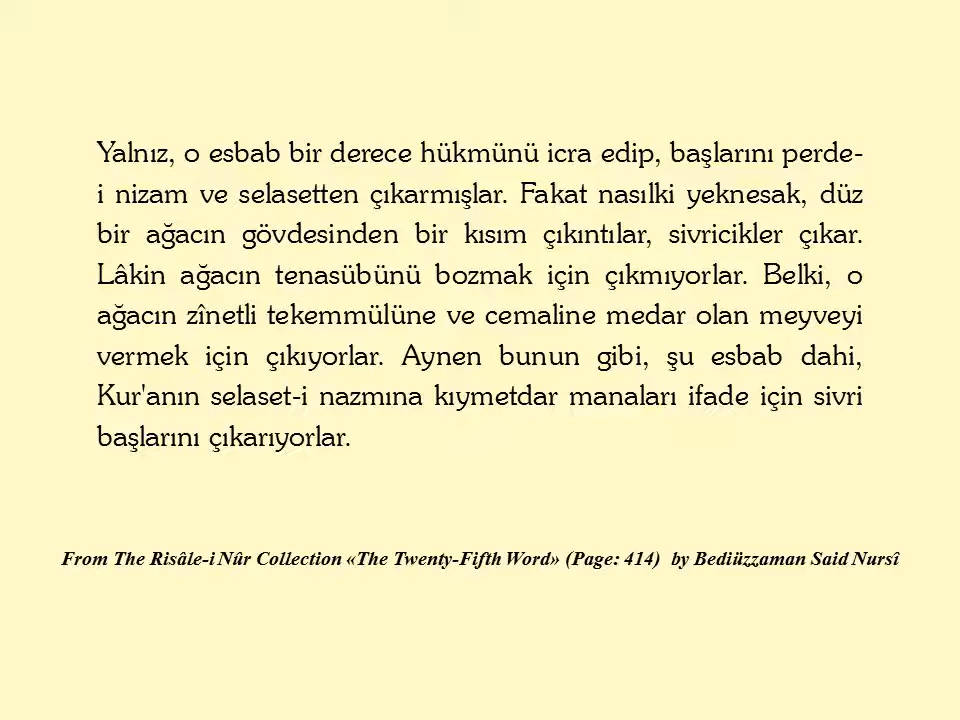 Yalnız, o esbab bir derece hükmünü icra edip, başlarını perde-
i nizam ve selasetten çıkarmışlar. Fakat nasılki yeknesak, düz
bir ağacın gövdesinden bir kısım çıkıntılar, sivricikler çıkar.
Lâkin ağacın tenasübünü bozmak için çıkmıyorlar. Belki, o
ağacın zînetli tekemmülüne ve cemaline medar olan meyveyi
vermek için çıkıyorlar. Aynen bunun gibi, şu esbab dahi,
Kur'anın selaset-i nazmına kıymetdar manaları ifade için sivri
başlarını çıkarıyorlar.
From The Risâle-i Nûr Collection «The Twenty-Fifth Word» (Page: 414) by Bediüzzaman Said Nursî